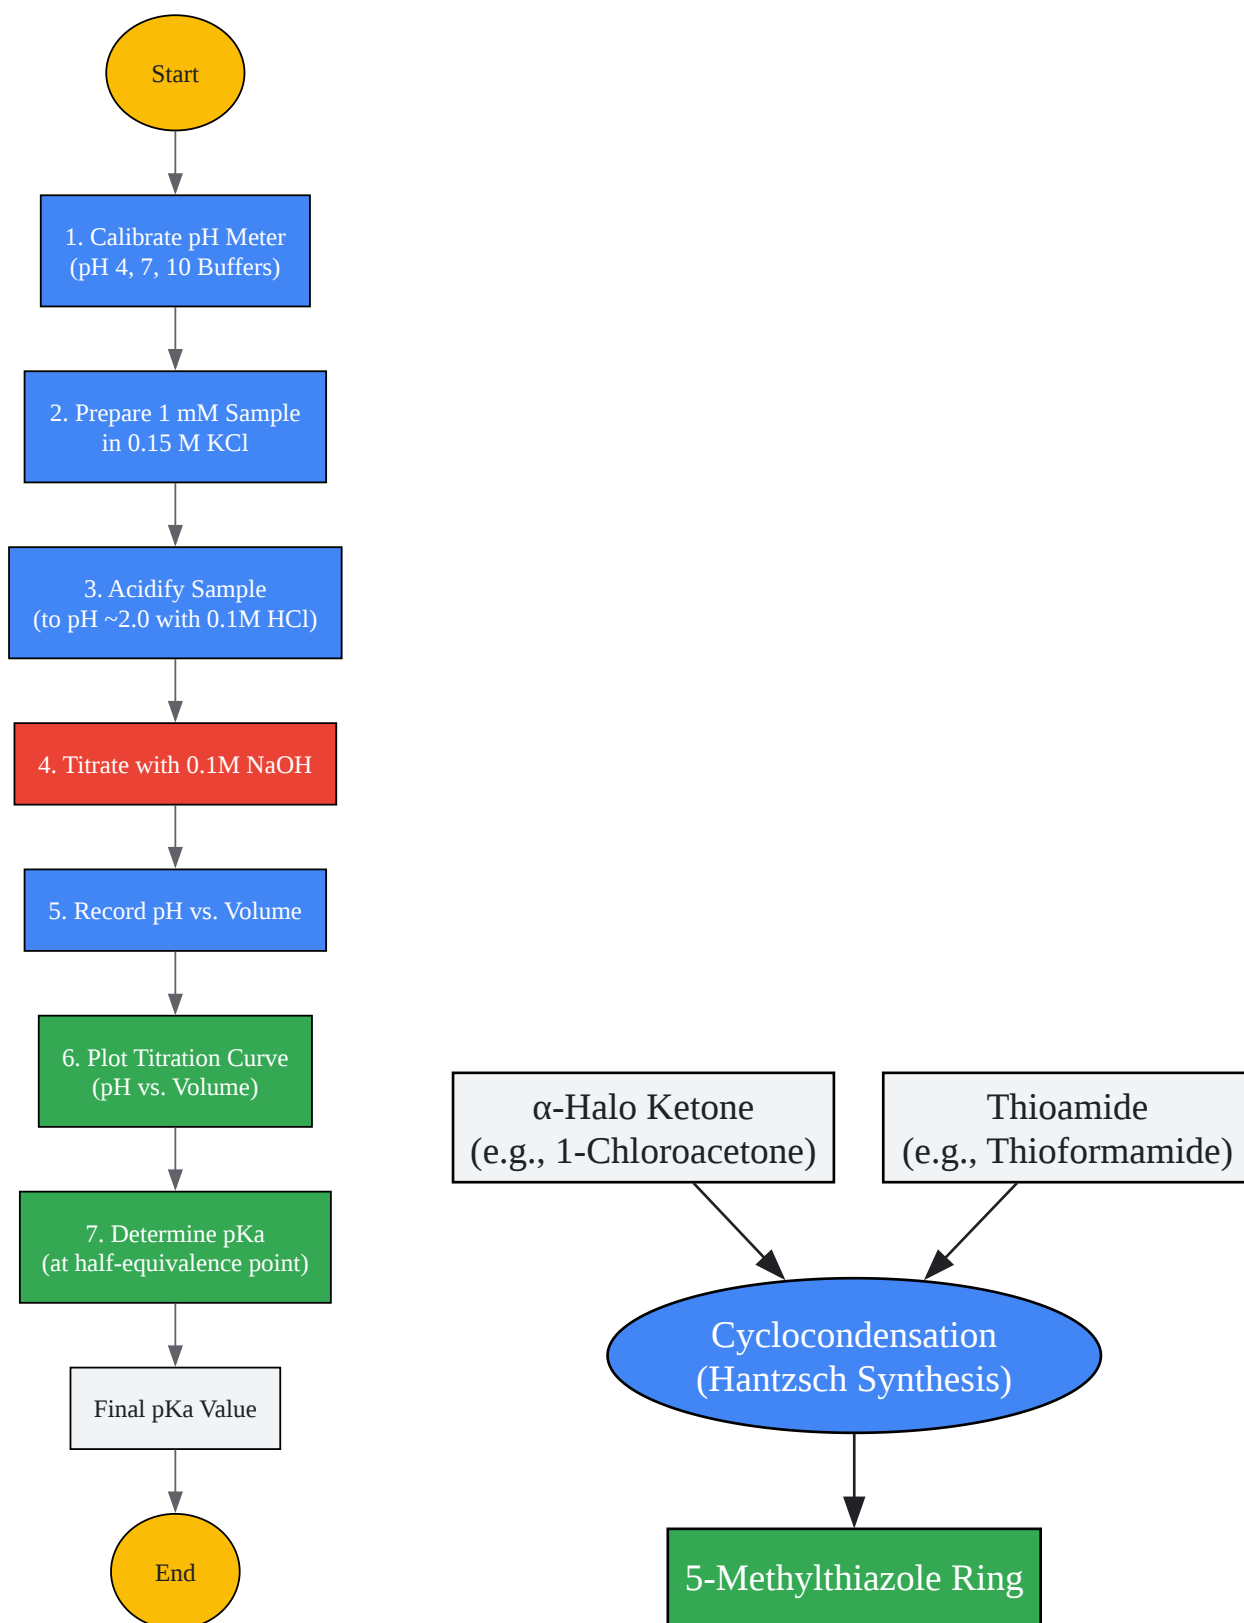 Start
1. Calibrate pH Meter
(pH 4, 7, 10 Buffers)
2. Prepare 1 mM Sample
in 0.15 M KCl
3. Acidify Sample
(to pH ~2.0 with 0.1M HCl)
4. Titrate with 0.1M NaOH
5. Record pH vs. Volume
6. Plot Titration Curve
(pH vs. Volume)
7. Determine pKa
(at half-equivalence point)
Final pKa Value
End
α-Halo Ketone
(e.g., 1-Chloroacetone)
Thioamide
(e.g., Thioformamide)
Cyclocondensation
(Hantzsch Synthesis)
5-Methylthiazole Ring